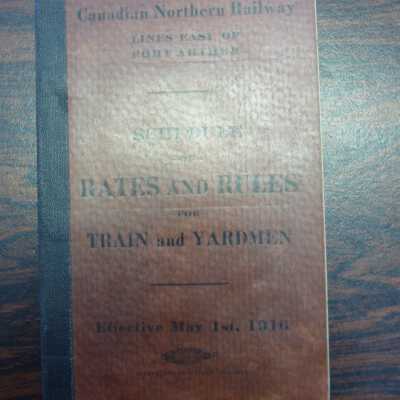 Canadian Northern Railway
LINES EAST OF
PORT ARTHUR
SCHEDULE
RATES AND RULES
FOR
TRAIN and YARDMEN
Effective May 1st, 1916